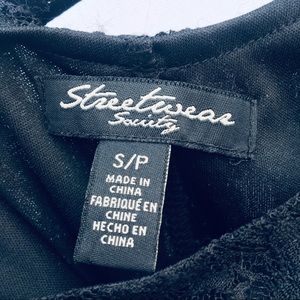 Streetwear
Society
S/P
MADE IN
CHINA
FABRIQUÉ EN
CHINE
HECHO EN
CHINA